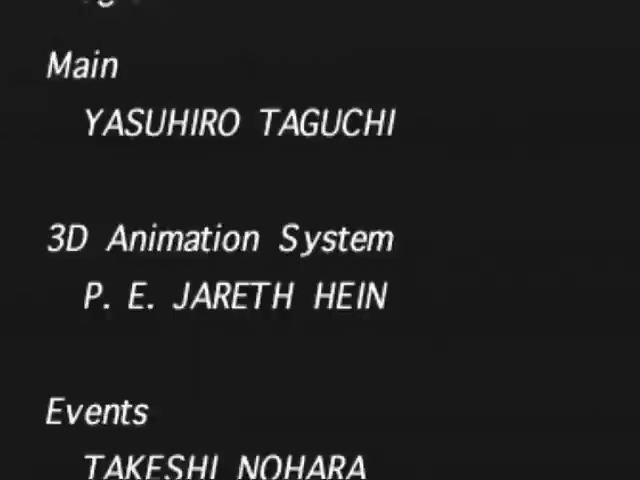 Main
YASUHIRO TAGUCHI
3D Animation System
P. E. JARETH HEIN
Events
TAKESHI NOHARA